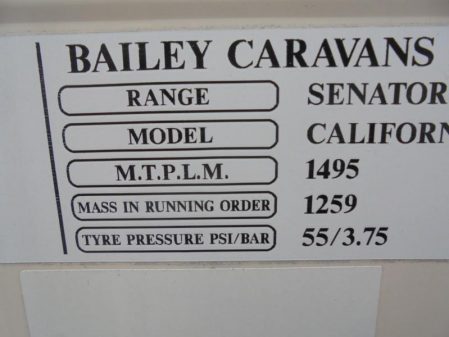 BAILEY CARAVANS
RANGE SENATOR
MODEL CALIFORN
M.T.P.L.M. 1495
MASS IN RUNNING ORDER 1259
TYRE PRESSURE PSI/BAR 55/3.75